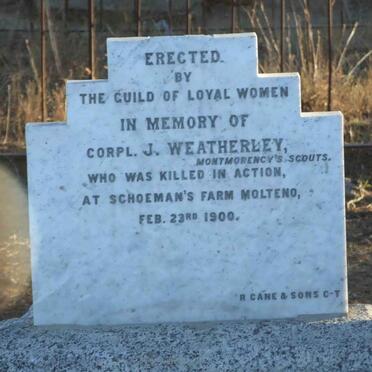 ERECTED
BY
THE GUILD OF LOYAL WOMEN
IN MEMORY OF
CORPL. J. WEATHERLEY,
MONTMORENCY'S SCOUTS.
WHO WAS KILLED IN ACTION,
AT SCHOEMAN'S FARM MOLTENO,
FEB. 23RD 1900.
R CANE & SONS C-T